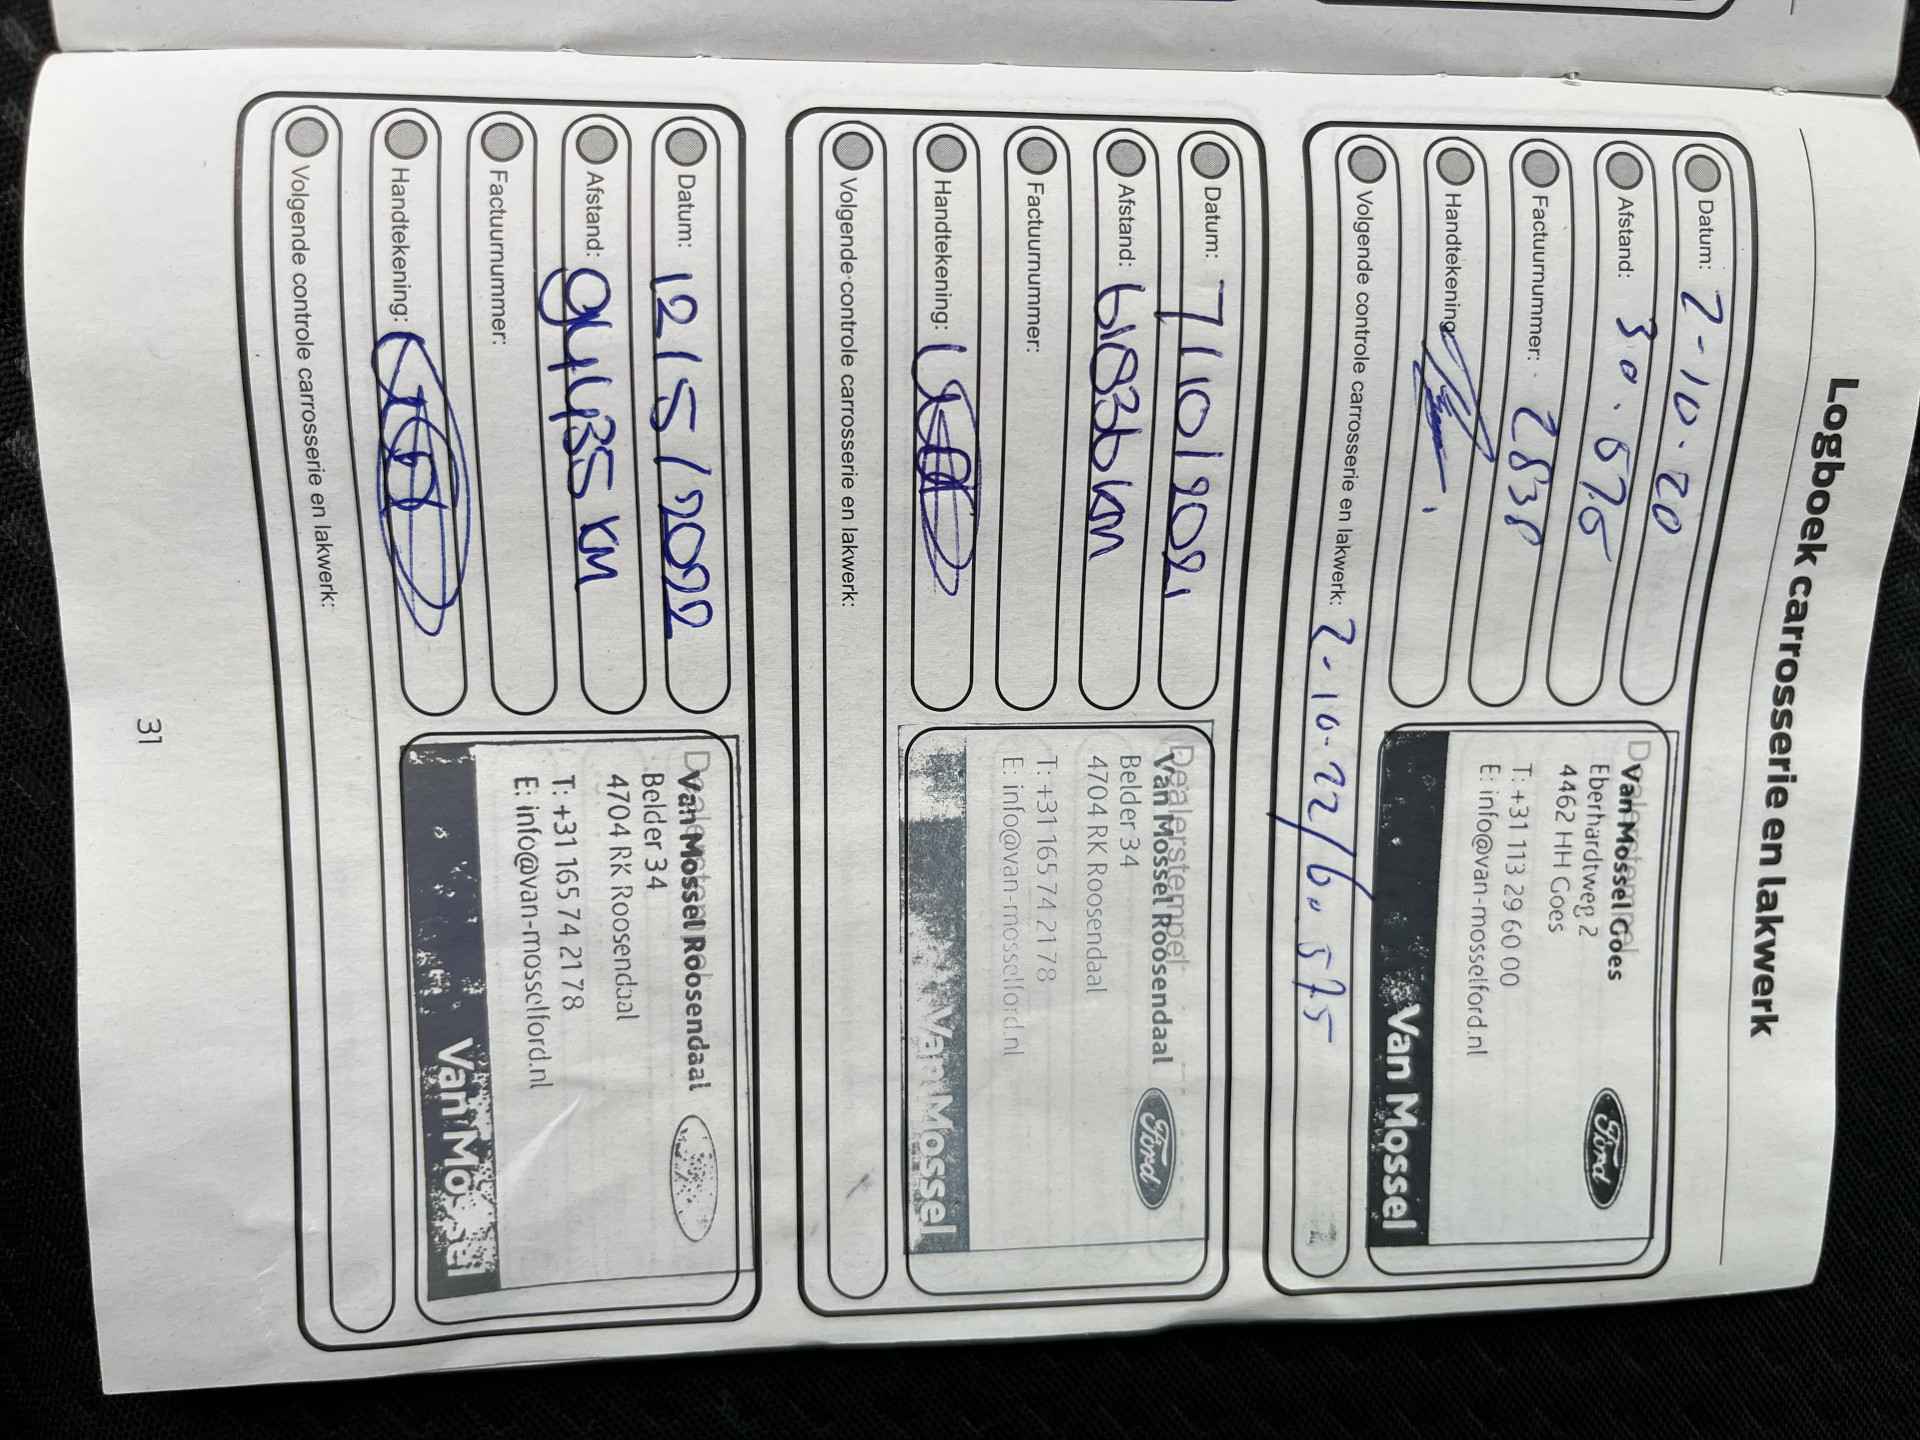 Logboek carrosserie en lakwerk
Datum: 2-10-20
Afstand: 30.575
Factuurnummer: 2838
Handtekening:
Volgende controle carrosserie en lakwerk: 2-10-22/60.575
Dealerstempel
Van Mossel Goes
Eberhardtweg 2
4462 HH Goes
T: +31 113 29 60 00
E: info@van-mosselford.nl
Ford
Van Mossel
Datum: 7/10/2021
Afstand: 61936 KM
Factuurnummer:
Handtekening:
Volgende controle carrosserie en lakwerk:
Dealerstempel
Van Mossel Roosendaal
Belder 34
4704 RK Roosendaal
T: +31 165 74 21 78
E: info@van-mosselford.nl
Ford
Van Mossel
Datum: 12/5/2022
Afstand: 94435 KM
Factuurnummer:
Handtekening:
Volgende controle carrosserie en lakwerk:
Dealerstempel
Van Mossel Roosendaal
Belder 34
4704 RK Roosendaal
T: +31 165 74 21 78
E: info@van-mosselford.nl
Van Mossel
31